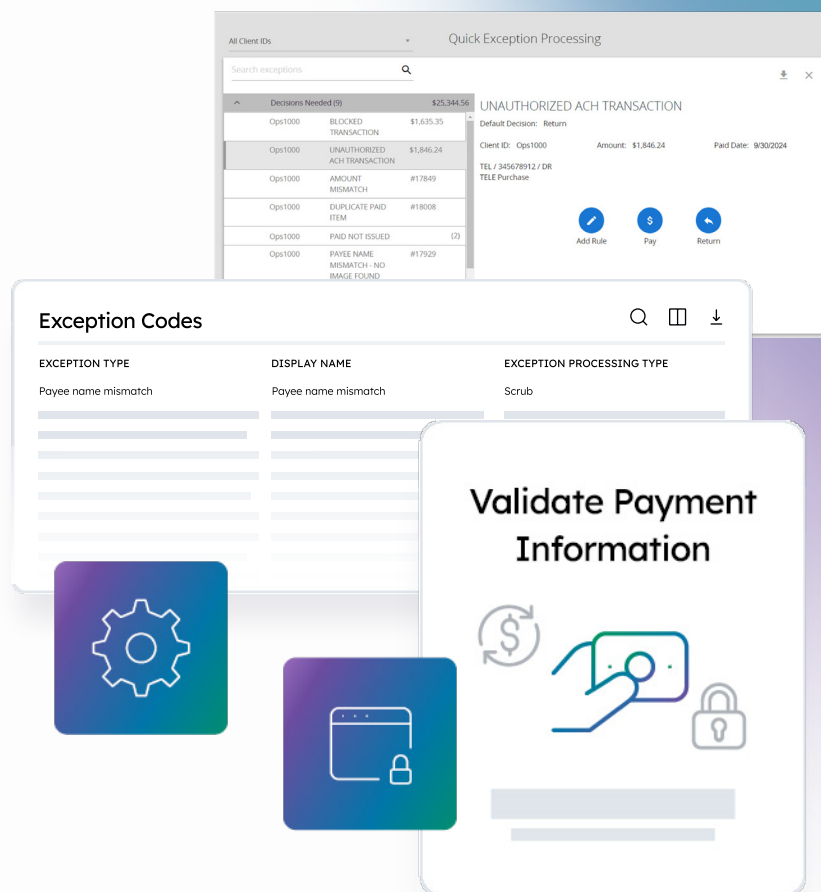 All Client IDs
Quick Exception Processing
Search exceptions
Decisions Needed (9) $25,344.56
Ops1000 BLOCKED TRANSACTION $1,635.35
Ops1000 UNAUTHORIZED ACH TRANSACTION $1,846.24
Ops1000 AMOUNT MISMATCH #17849
Ops1000 DUPLICATE PAID ITEM #18008
Ops1000 PAID NOT ISSUED (2)
Ops1000 PAYEE NAME MISMATCH - NO IMAGE FOUND #17929
UNAUTHORIZED ACH TRANSACTION
Default Decision: Return
Client ID: Ops1000 Amount: $1,846.24 Paid Date: 9/30/2024
TEL / 345678912 / DR
TELE Purchase
Add Rule Pay Return
Exception Codes
EXCEPTION TYPE DISPLAY NAME EXCEPTION PROCESSING TYPE
Payee name mismatch Payee name mismatch Scrub
Validate Payment
Information